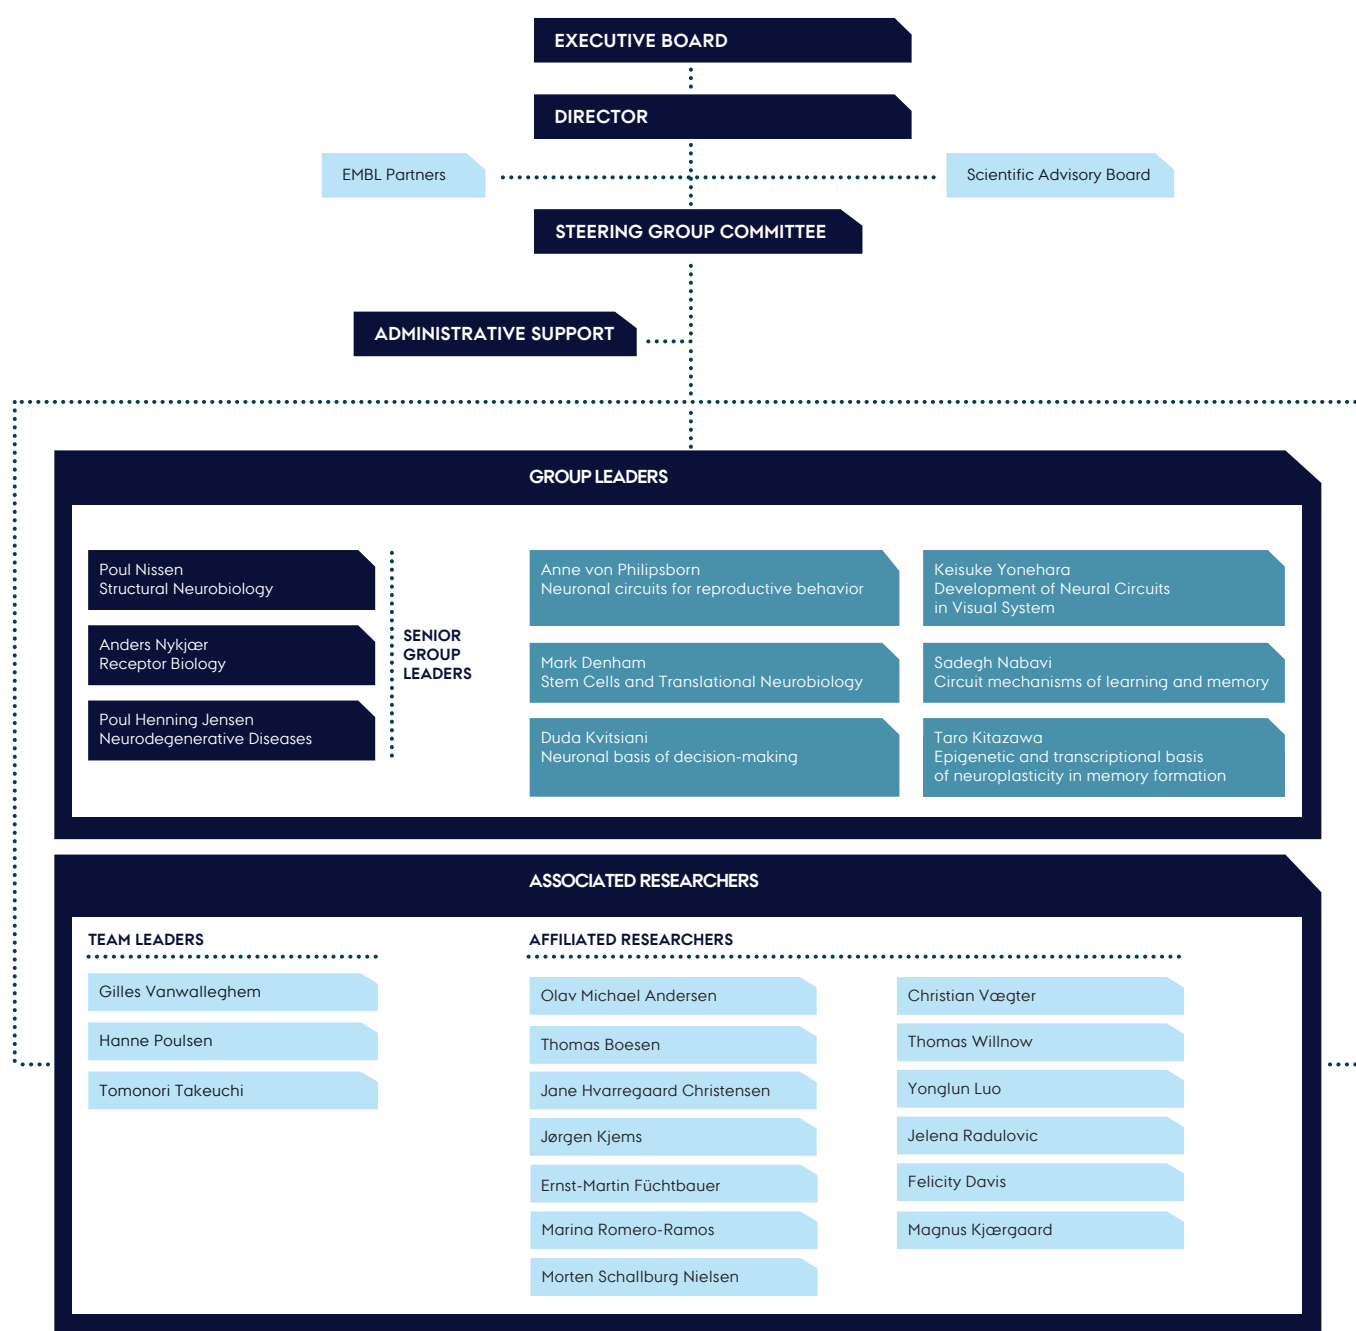 EXECUTIVE BOARD
DIRECTOR
EMBL Partners
Scientific Advisory Board
STEERING GROUP COMMITTEE
ADMINISTRATIVE SUPPORT
GROUP LEADERS
Poul Nissen
Structural Neurobiology
Anders Nykjær
Receptor Biology
Poul Henning Jensen
Neurodegenerative Diseases
SENIOR
GROUP
LEADERS
Anne von Philipsborn
Neuronal circuits for reproductive behavior
Mark Denham
Stem Cells and Translational Neurobiology
Duda Kvitsiani
Neuronal basis of decision-making
Keisuke Yonehara
Development of Neural Circuits
in Visual System
Sadegh Nabavi
Circuit mechanisms of learning and memory
Taro Kitazawa
Epigenetic and transcriptional basis
of neuroplasticity in memory formation
ASSOCIATED RESEARCHERS
TEAM LEADERS
Gilles Vanwalleghem
Hanne Poulsen
Tomonori Takeuchi
AFFILIATED RESEARCHERS
Olav Michael Andersen
Thomas Boesen
Jane Hvarregaard Christensen
Jørgen Kjems
Ernst-Martin Füchtbauer
Marina Romero-Ramos
Morten Schallburg Nielsen
Christian Vægter
Thomas Willnow
Yonglun Luo
Jelena Radulovic
Felicity Davis
Magnus Kjærgaard